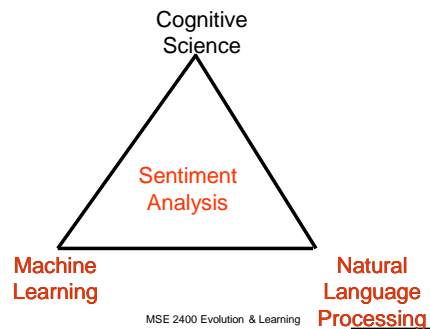 Cognitive
Science
Sentiment
Analysis
Machine
Learning
Natural
Language
Processing
MSE 2400 Evolution & Learning